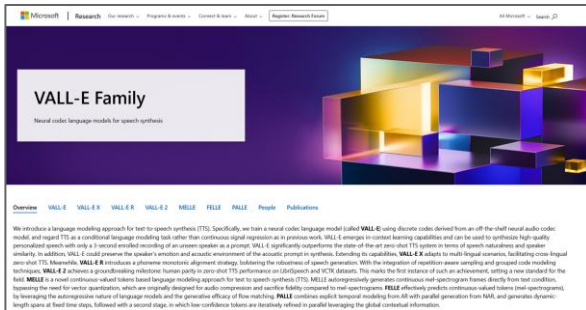 Microsoft | Research Our research Programs & events Connect & learn About Register: Research Forum All Microsoft Search
VALL-E Family
Neural codec language models for speech synthesis
Overview VALL-E VALL-E X VALL-E R VALL-E 2 MELLE FELLE PALLE People Publications
We introduce a language modeling approach for text-to-speech synthesis (TTS). Specifically, we train a neural codec language model (called VALL-E) using discrete codes derived from an off-the-shelf neural audio codec
model, and regard TTS as a conditional language modeling task rather than continuous signal regression as in previous work. VALL-E emerges in-context learning capabilities and can be used to synthesize high-quality
personalized speech with only a 3-second enrolled recording of an unseen speaker as a prompt. VALL-E significantly outperforms the state-of-the-art zero-shot TTS system in terms of speech naturalness and speaker
similarity. In addition, VALL-E could preserve the speaker's emotion and acoustic environment of the acoustic prompt in synthesis. Extending its capabilities, VALL-E X adapts to multi-lingual scenarios, facilitating cross-lingual
zero-shot TTS. Meanwhile, VALL-E R introduces a phoneme monotonic alignment strategy, bolstering the robustness of speech generation. With the integration of repetition-aware sampling and grouped code modeling
techniques, VALL-E 2 achieves a groundbreaking milestone: human parity in zero-shot TTS performance on LibriSpeech and VCTK datasets. This marks the first instance of such an achievement, setting a new standard for the
field. MELLE is a novel continuous-valued tokens based language modeling approach for text to speech synthesis (TTS). MELLE autoregressively generates continuous mel-spectrogram frames directly from text condition,
bypassing the need for vector quantization, which are originally designed for audio compression and sacrifice fidelity compared to mel-spectrograms. FELLE effectively predicts continuous-valued tokens (mel-spectrograms),
by leveraging the autoregressive nature of language models and the generative efficacy of flow matching. PALLE combines explicit temporal modeling from AR with parallel generation from NAR, and generates dynamic-
length spans at fixed time steps, followed with a second stage, in which low-confidence tokens are iteratively refined in parallel leveraging the global contextual information.